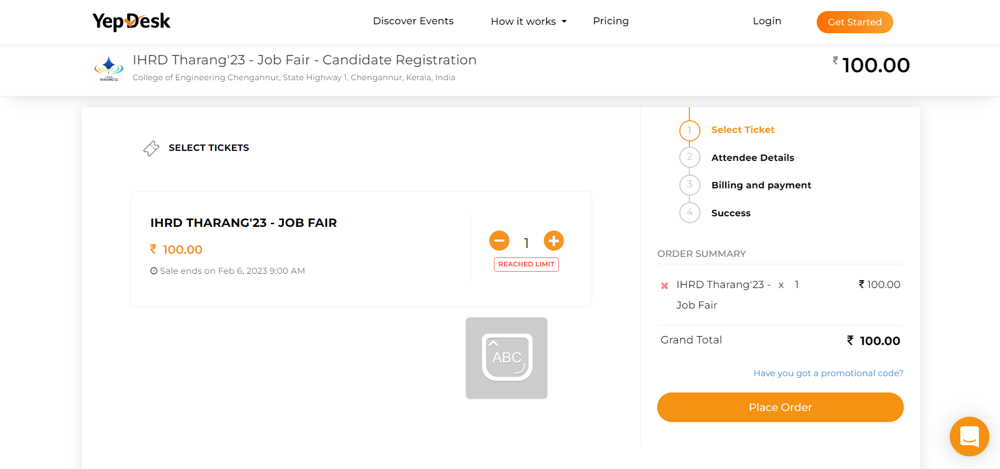 YepDesk
Discover Events
How it works
Pricing
Login
Get Started
IHRD Tharang'23 - Job Fair - Candidate Registration
College of Engineering Chengannur, State Highway 1, Chengannur, Kerala, India
₹ 100.00
IHRD
THARANG'23
SELECT TICKETS
IHRD THARANG'23 - JOB FAIR
₹ 100.00
Sale ends on Feb 6, 2023 9:00 AM
1
REACHED LIMIT
ABC
1 Select Ticket
2 Attendee Details
3 Billing and payment
4 Success
ORDER SUMMARY
IHRD Tharang'23 - x 1 ₹ 100.00
Job Fair
Grand Total ₹ 100.00
Have you got a promotional code?
Place Order